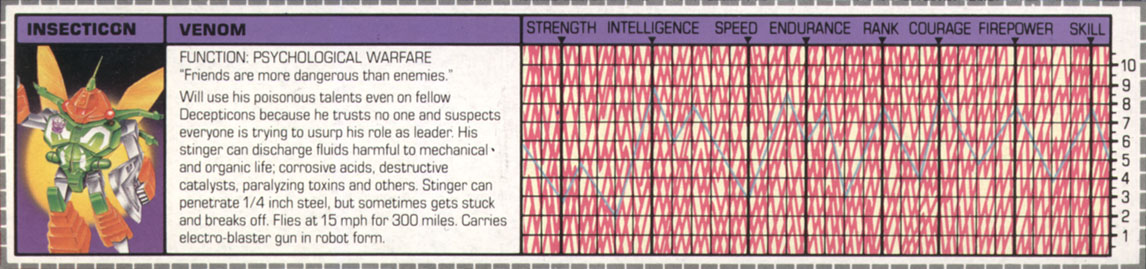 INSECTICON
VENOM
FUNCTION: PSYCHOLOGICAL WARFARE
"Friends are more dangerous than enemies."
Will use his poisonous talents even on fellow
Decepticons because he trusts no one and suspects
everyone is trying to usurp his role as leader. His
stinger can discharge fluids harmful to mechanical
and organic life; corrosive acids, destructive
catalysts, paralyzing toxins and others. Stinger can
penetrate 1/4 inch steel, but sometimes gets stuck
and breaks off. Flies at 15 mph for 300 miles. Carries
electro-blaster gun in robot form.
STRENGTH INTELLIGENCE SPEED ENDURANCE RANK COURAGE FIREPOWER SKILL
10
9
8
7
6
5
4
3
2
1